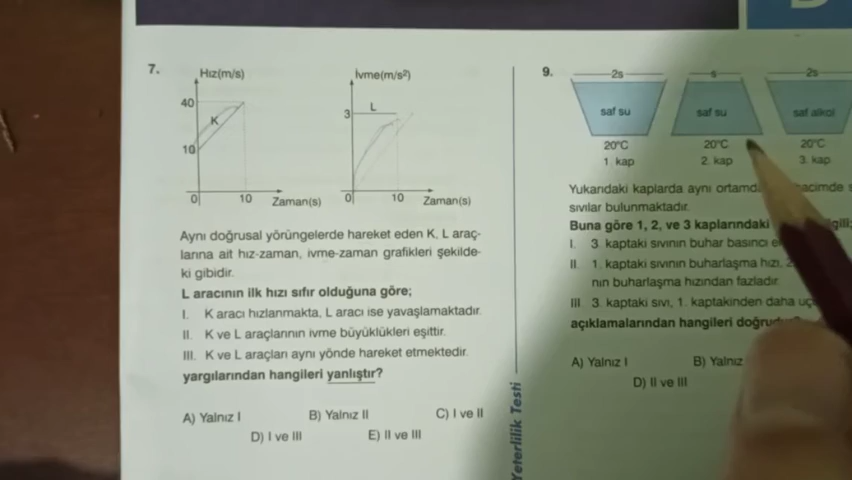 7.
Hız(m/s)
40
K
10
0
10
Zaman(s)
İvme(m/s²)
3
L
0
10
Zaman(s)
Aynı doğrusal yörüngelerde hareket eden K, L araç-
larına ait hız-zaman, ivme-zaman grafikleri şekilde-
ki gibidir.
L aracının ilk hızı sıfır olduğuna göre;
I. K aracı hızlanmakta, L aracı ise yavaşlamaktadır.
II. K ve L araçlarının ivme büyüklükleri eşittir.
III. K ve L araçları aynı yönde hareket etmektedir.
yargılarından hangileri yanlıştır?
A) Yalnız I
B) Yalnız II
C) I ve II
D) I ve III
E) II ve III
Yeterlilik Testi
9.
2s
s
2s
saf su
saf su
saf alkol
20°C
20°C
20°C
1. kap
2. kap
3. kap
Yukarıdaki kaplarda aynı ortamda
sıvılar bulunmaktadır.
Buna göre 1, 2, ve 3 kaplarındaki
I. 3. kaptaki sıvının buhar basıncı
II. 1. kaptaki sıvının buharlaşma hızı,
nın buharlaşma hızından fazladır.
III. 3. kaptaki sıvı, 1. kaptakinden daha
açıklamalarından hangileri
A) Yalnız I
B) Yalnız
D) II ve III